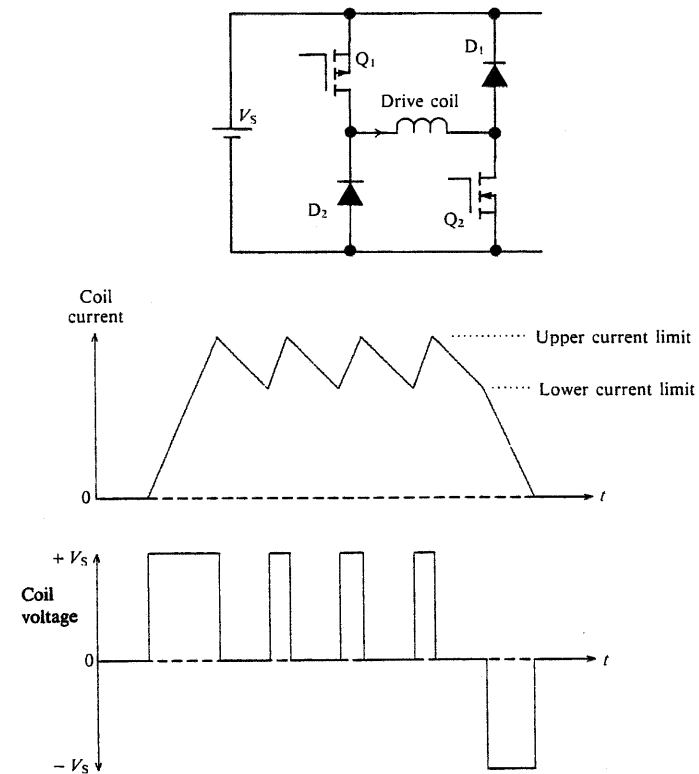 Q1
D1
VS
Drive coil
D2
Q2
Coil
current
Upper current limit
Lower current limit
0
t
+ VS
Coil
voltage
0
t
− VS